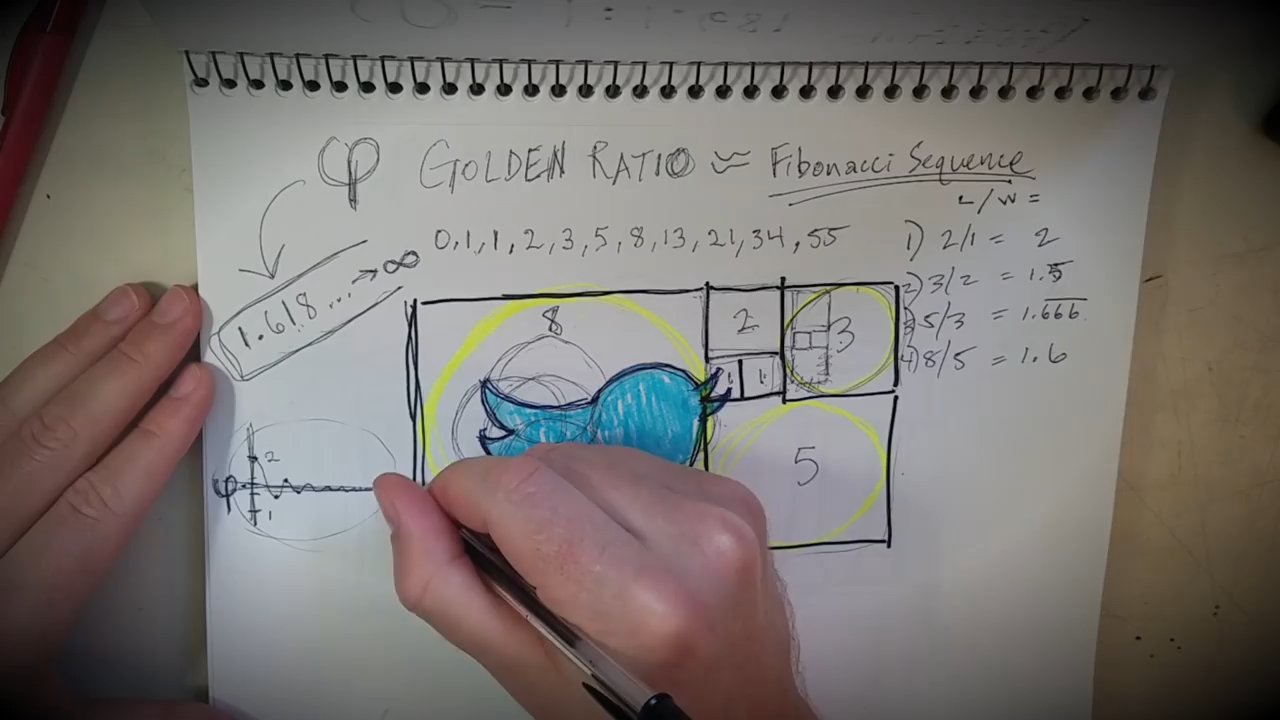 φ GOLDEN RATIO ≈ Fibonacci Sequence
L/W =
0,1,1,2,3,5,8,13,21,34,55
1.618...→∞
1) 2/1 = 2
2) 3/2 = 1.5
3) 5/3 = 1.666
4) 8/5 = 1.6
8
2
3
1
1
5
2
φ
1